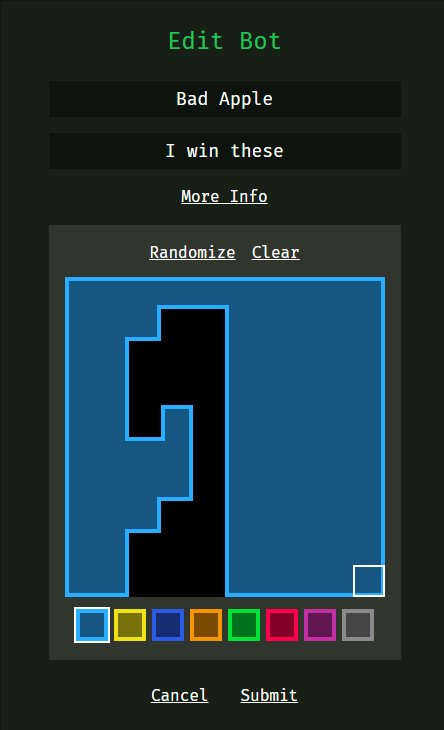 Edit Bot
Bad Apple
I win these
More Info
Randomize Clear
Cancel Submit